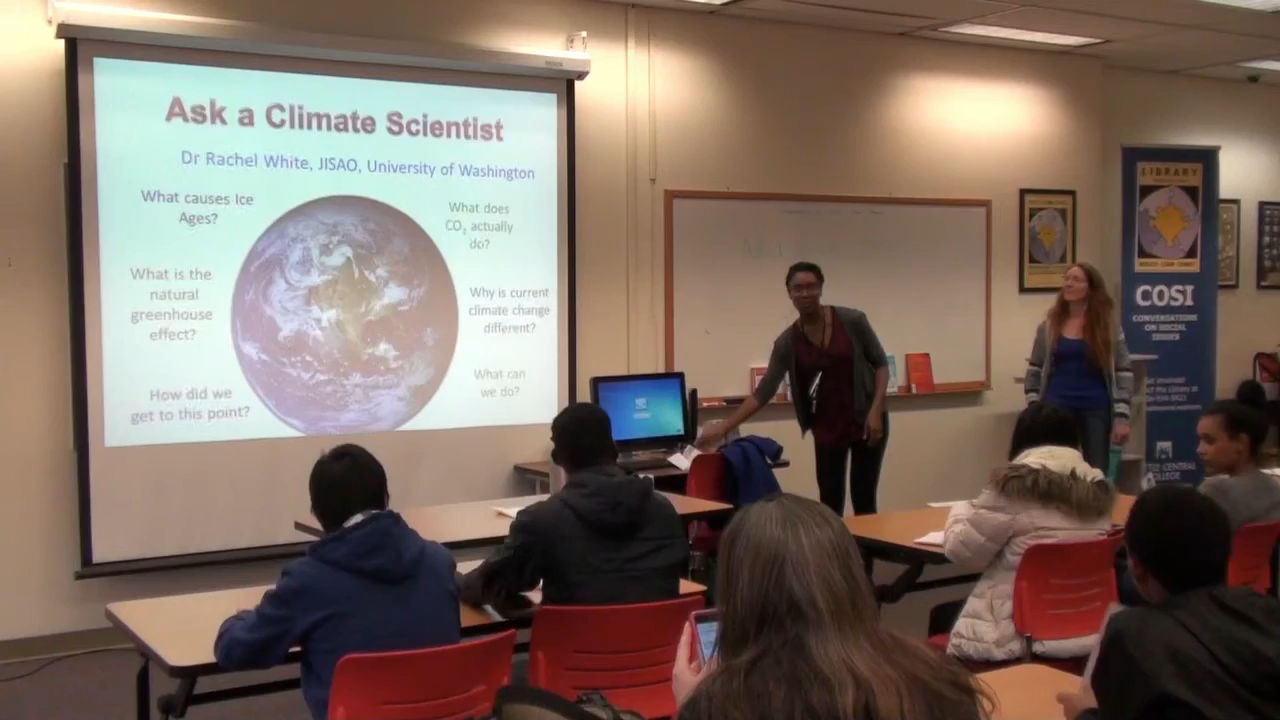 Ask a Climate Scientist
Dr Rachel White, JISAO, University of Washington
What causes Ice
Ages?
What does
CO₂ actually
do?
What is the
natural
greenhouse
effect?
Why is current
climate change
different?
How did we
get to this point?
What can
we do?
LIBRARY
COSI
CONVERSATIONS
ON SOCIAL
ISSUES
CENTRAL
COLLEGE